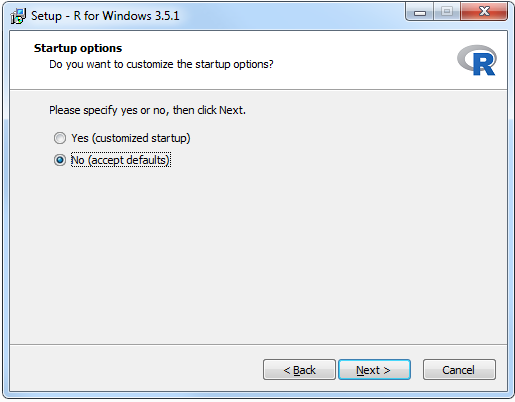 Setup - R for Windows 3.5.1
Startup options
Do you want to customize the startup options?
R
Please specify yes or no, then click Next.
Yes (customized startup)
No (accept defaults)
< Back
Next >
Cancel